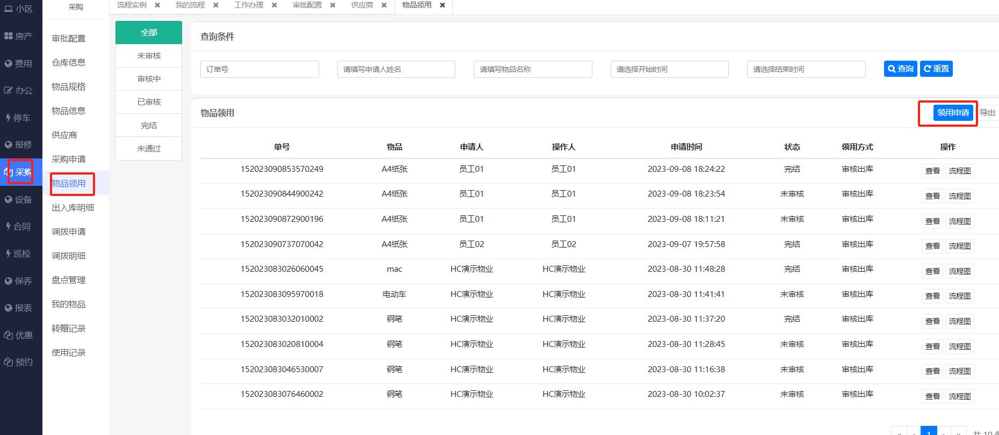 小区
房产
费用
办公
停车
报修
采购
设备
合同
巡检
保养
报表
优惠
预约
采购
审批配置
仓库信息
物品规格
物品信息
供应商
采购申请
物品领用
出入库明细
调拨申请
调拨明细
盘点管理
我的物品
转赠记录
使用记录
流程实例 ✖ 我的流程 ✖ 工作办理 ✖ 审批配置 ✖ 供应商 ✖ 物品领用 ✖
全部
未审核
审核中
已审核
完结
未通过
查询条件
订单号 请填写申请人姓名 请填写物品名称 请选择开始时间 请选择结束时间 查询 重置
物品领用 领用申请 导出
单号 物品 申请人 操作人 申请时间 状态 领用方式 操作
152023090853570249 A4纸张 员工01 员工01 2023-09-08 18:24:22 完结 审核出库 查看 流程图
152023090844900242 A4纸张 员工01 员工01 2023-09-08 18:23:54 未审核 审核出库 查看 流程图
152023090872900196 A4纸张 员工01 员工01 2023-09-08 18:11:21 未审核 审核出库 查看 流程图
152023090737070042 A4纸张 员工02 员工02 2023-09-07 19:57:58 完结 审核出库 查看 流程图
152023083026060045 mac HC演示物业 HC演示物业 2023-08-30 11:48:28 完结 审核出库 查看 流程图
152023083095970018 电动车 HC演示物业 HC演示物业 2023-08-30 11:41:41 未审核 审核出库 查看 流程图
152023083032010002 钢笔 HC演示物业 HC演示物业 2023-08-30 11:37:20 完结 审核出库 查看 流程图
152023083020810004 钢笔 HC演示物业 HC演示物业 2023-08-30 11:28:45 未审核 审核出库 查看 流程图
152023083046530007 钢笔 HC演示物业 HC演示物业 2023-08-30 11:16:38 未审核 审核出库 查看 流程图
152023083076460002 钢笔 HC演示物业 HC演示物业 2023-08-30 10:02:37 未审核 审核出库 查看 流程图
« ‹ 1 › » 共 10 条